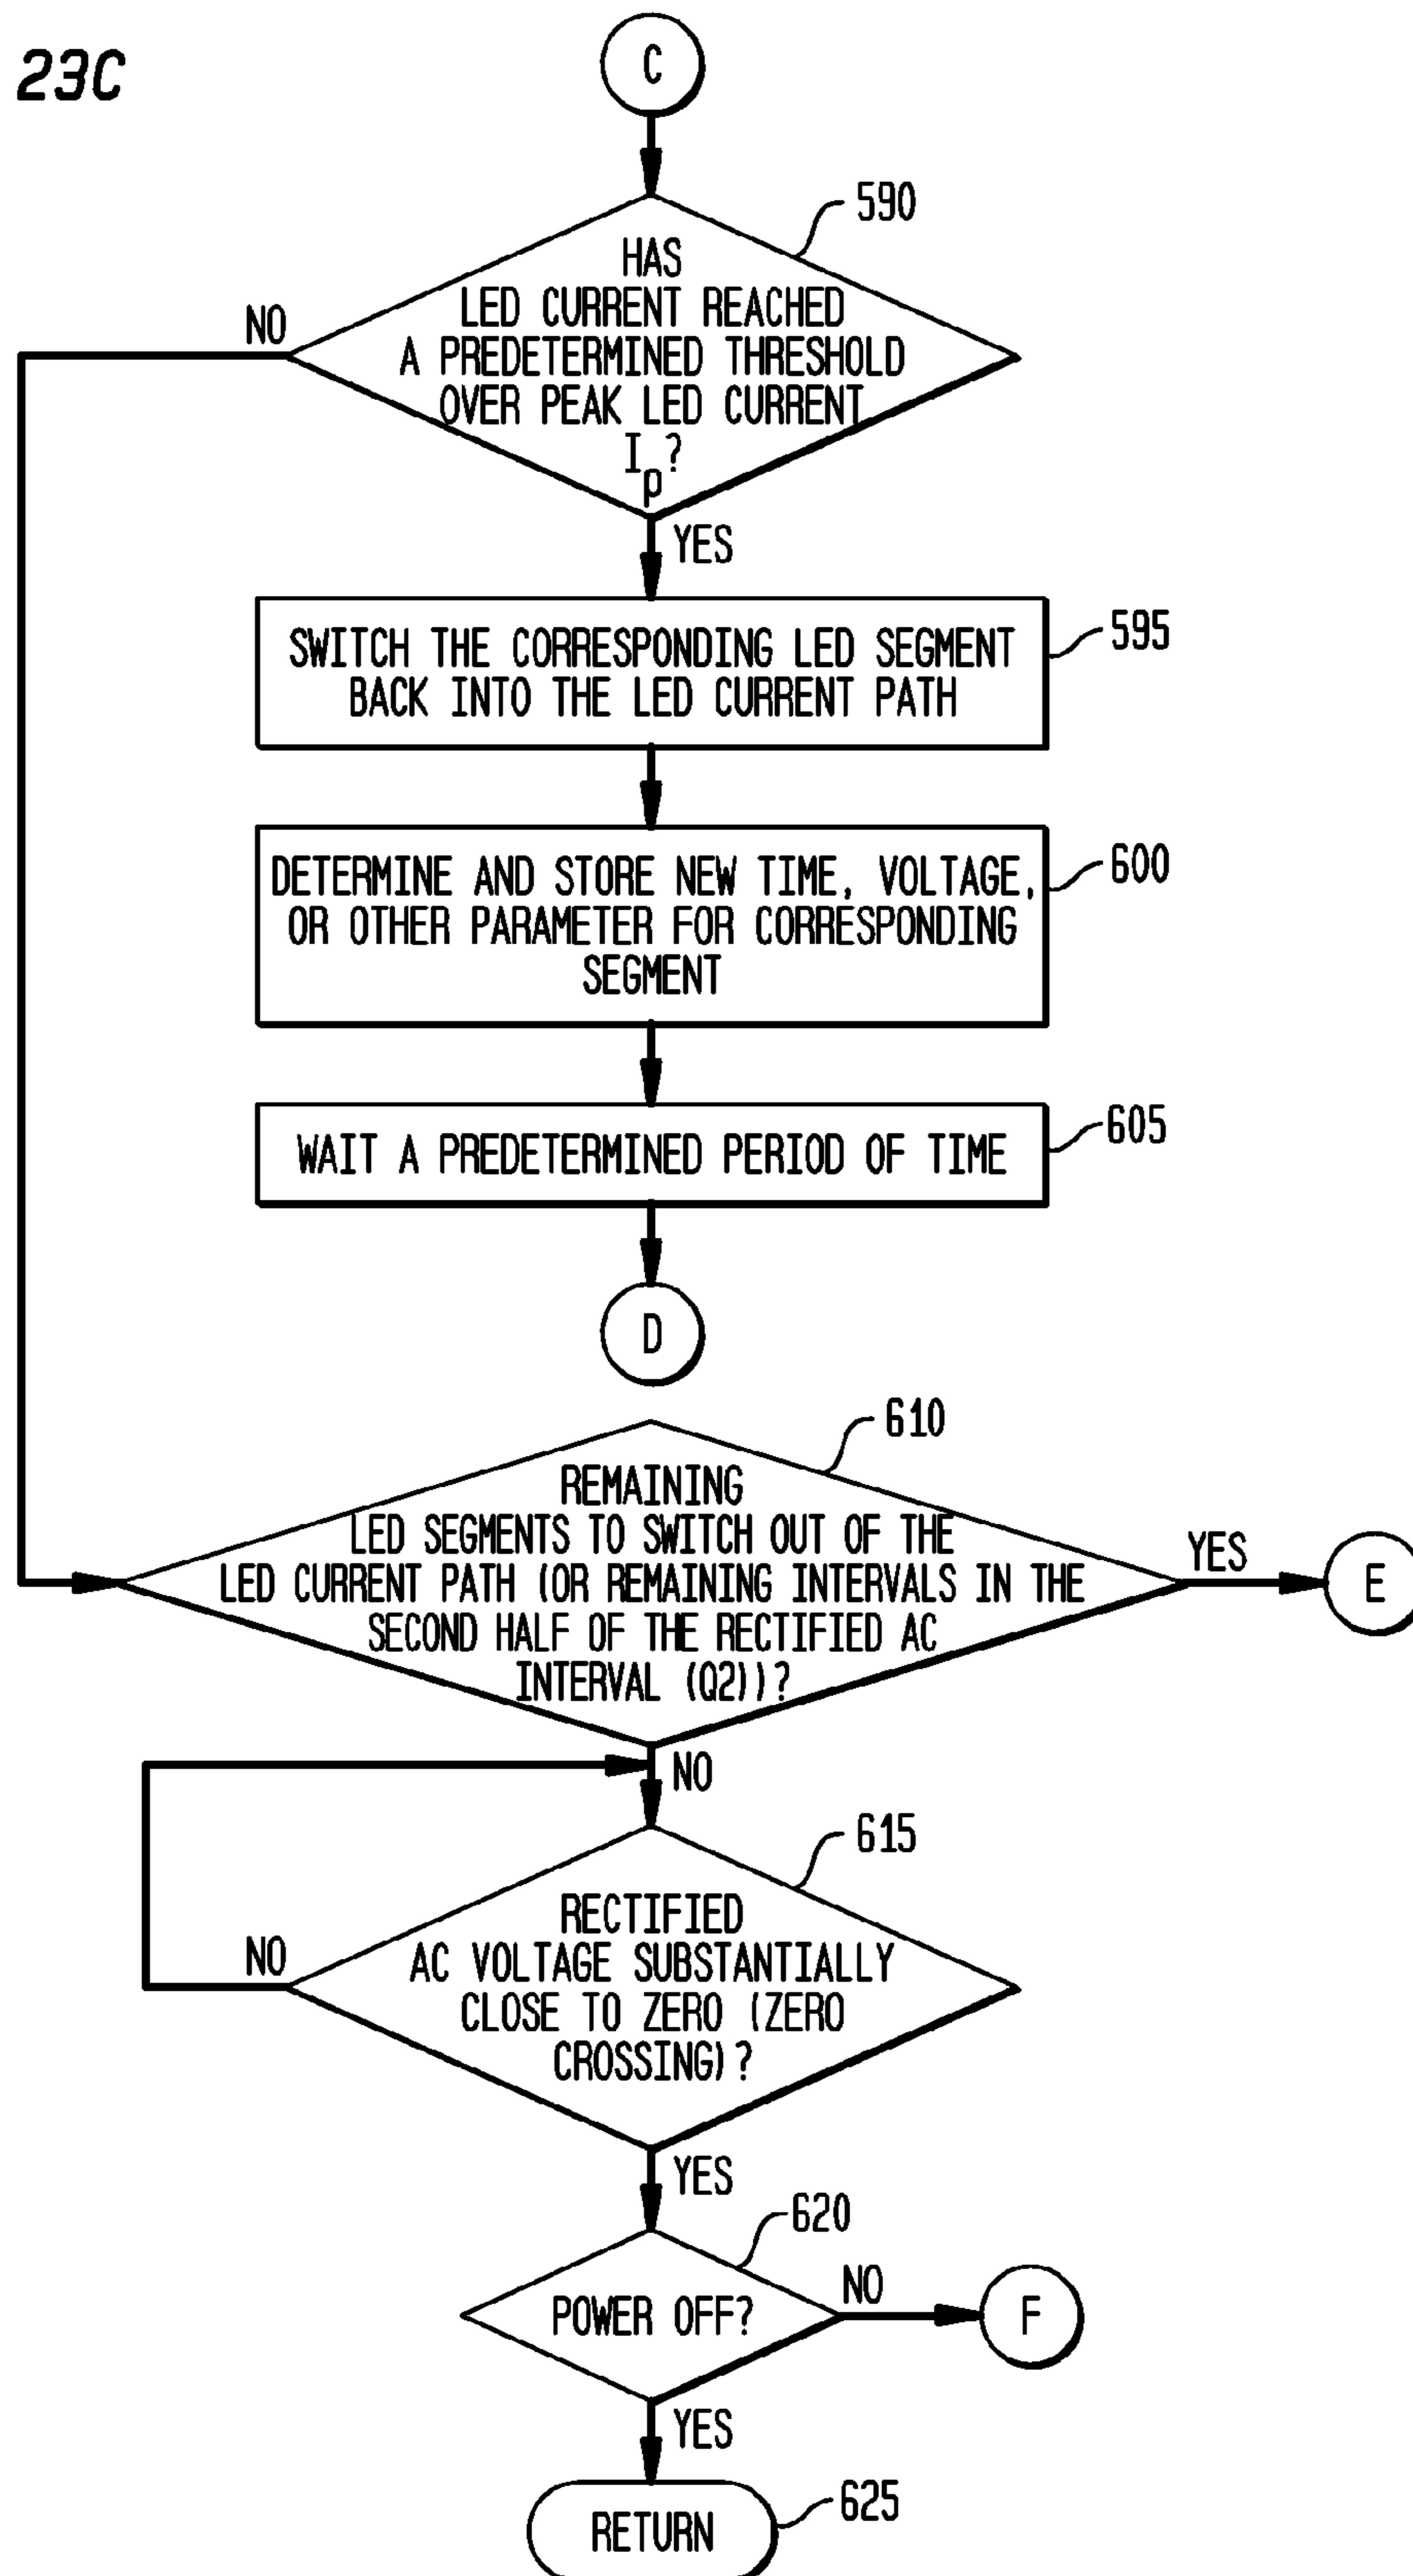 23C
C
590
HAS
LED CURRENT REACHED
A PREDETERMINED THRESHOLD
OVER PEAK LED CURRENT
Ip?
NO
YES
SWITCH THE CORRESPONDING LED SEGMENT
BACK INTO THE LED CURRENT PATH
595
DETERMINE AND STORE NEW TIME, VOLTAGE,
OR OTHER PARAMETER FOR CORRESPONDING
SEGMENT
600
WAIT A PREDETERMINED PERIOD OF TIME
605
D
610
REMAINING
LED SEGMENTS TO SWITCH OUT OF THE
LED CURRENT PATH (OR REMAINING INTERVALS IN THE
SECOND HALF OF THE RECTIFIED AC
INTERVAL (Q2))?
YES
E
NO
615
RECTIFIED
AC VOLTAGE SUBSTANTIALLY
CLOSE TO ZERO (ZERO
CROSSING)?
NO
YES
620
POWER OFF?
NO
F
YES
RETURN
625